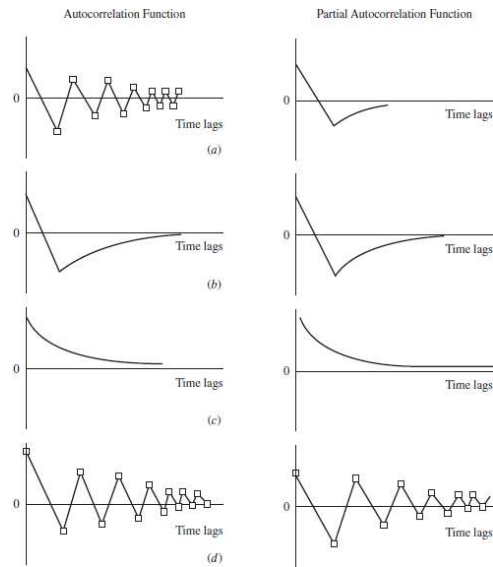 Autocorrelation Function
Partial Autocorrelation Function
0
Time lags
(a)
0
Time lags
0
Time lags
(b)
0
Time lags
0
Time lags
(c)
0
Time lags
0
Time lags
(d)
0
Time lags